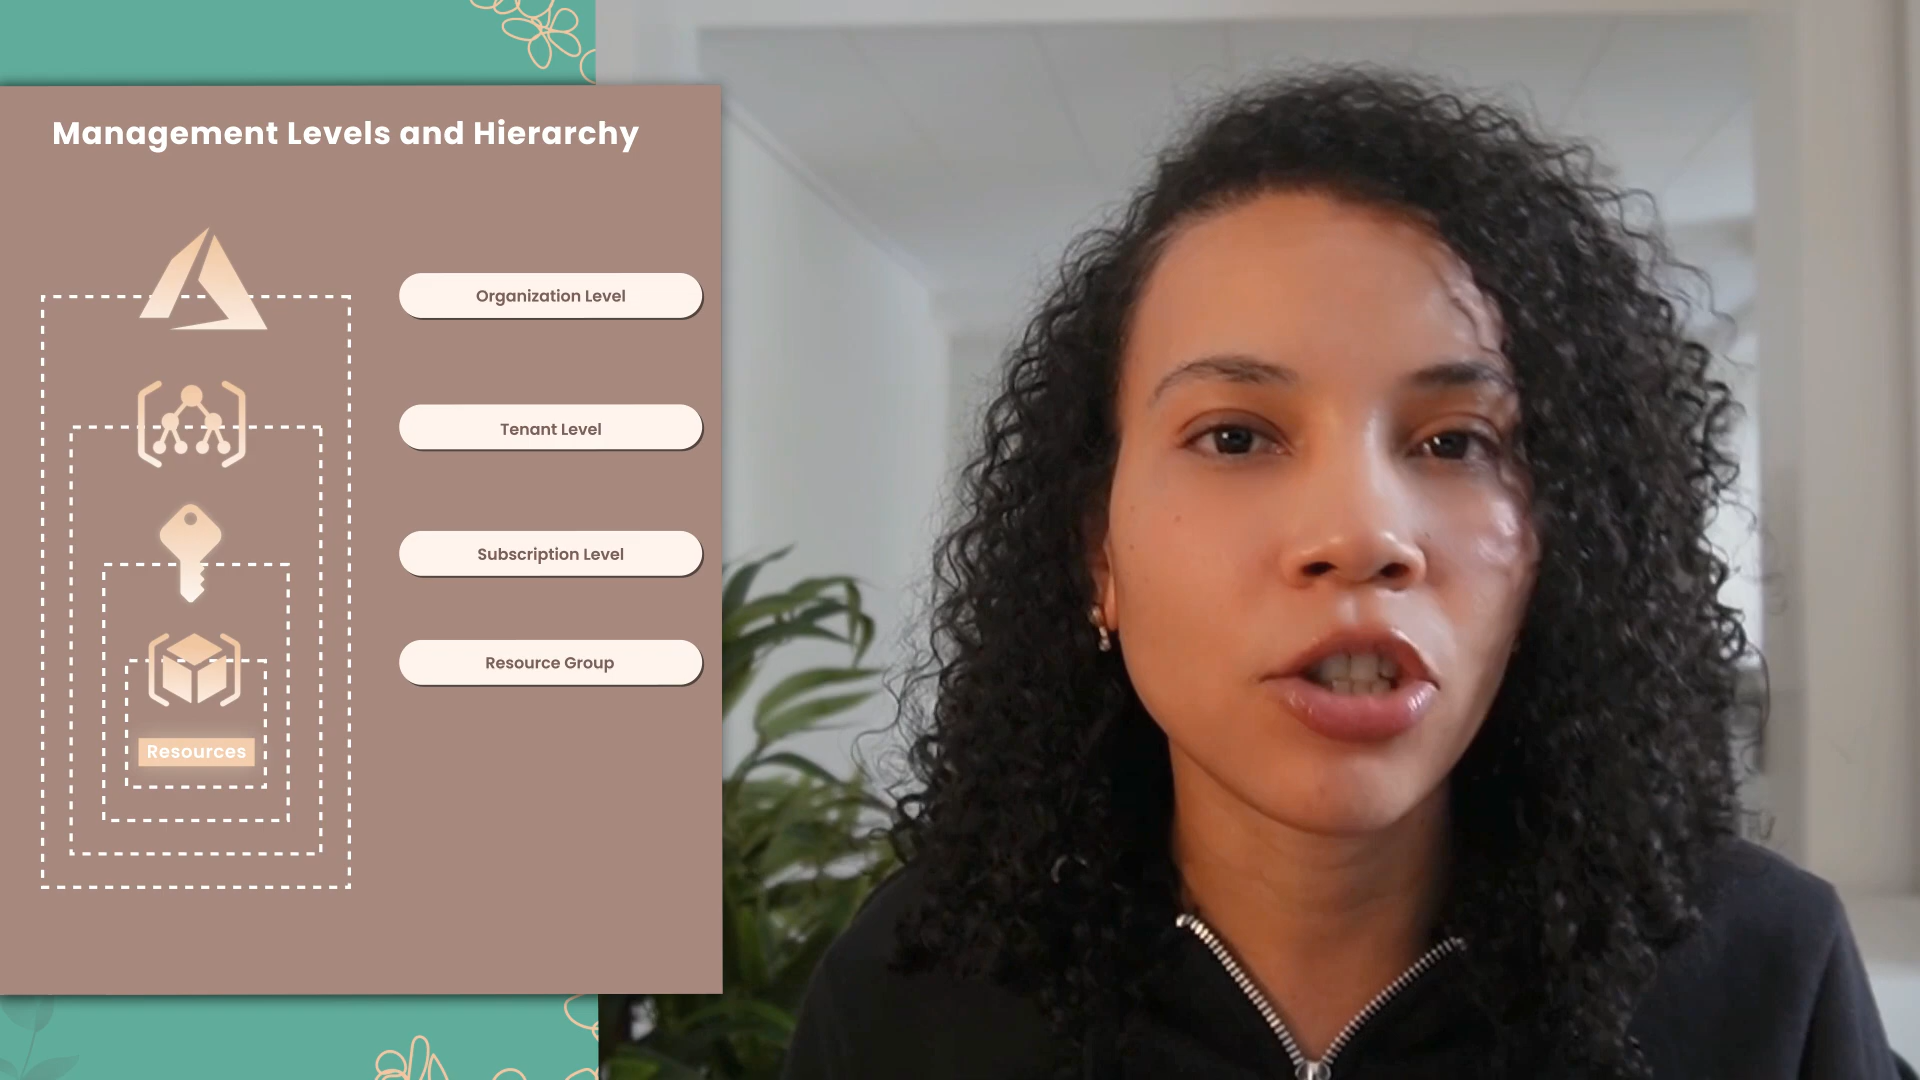 Management Levels and Hierarchy
Organization Level
Tenant Level
Subscription Level
Resource Group
Resources